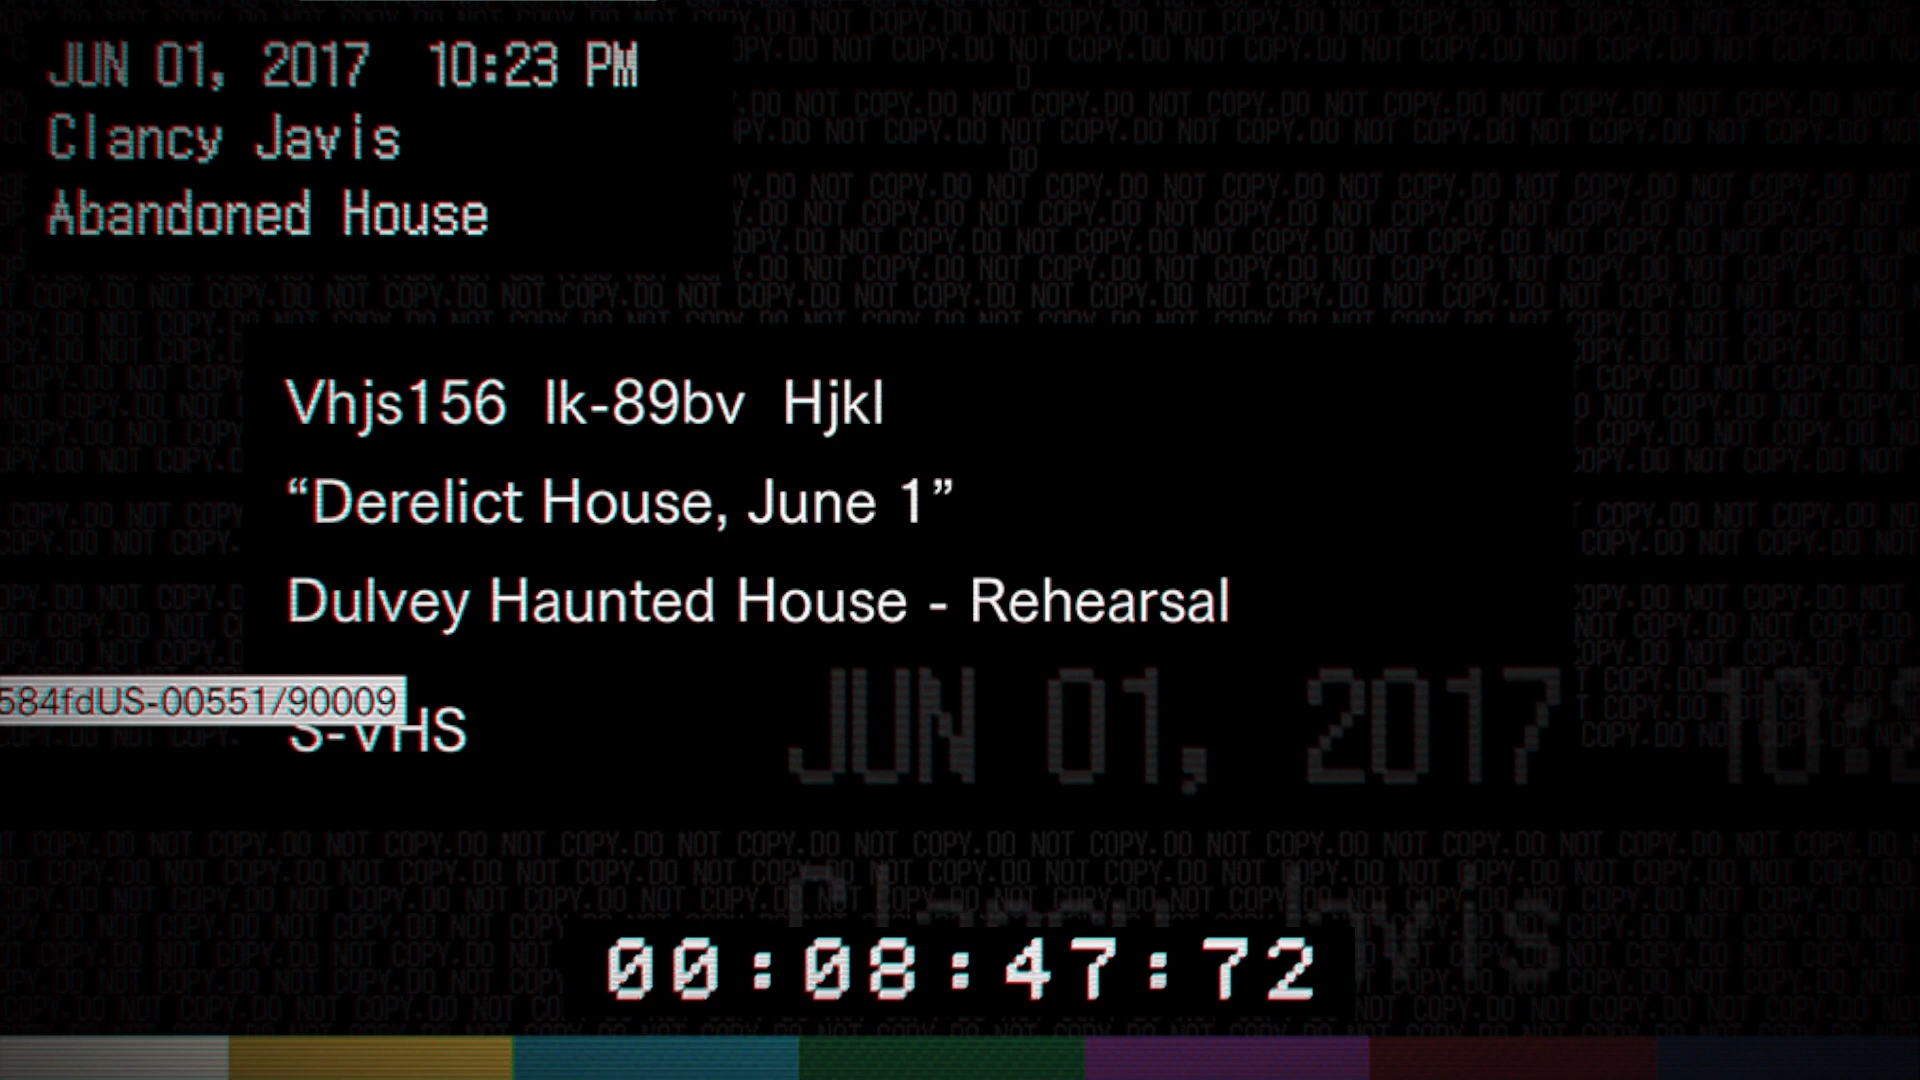 JUN 01, 2017 10:23 PM
Clancy Javis
Abandoned House
Vhjs156 lk-89bv Hjkl
“Derelict House, June 1”
Dulvey Haunted House - Rehearsal
584fdUS-00551/90009
S-VHS
JUN 01, 2017
00:08:47:72